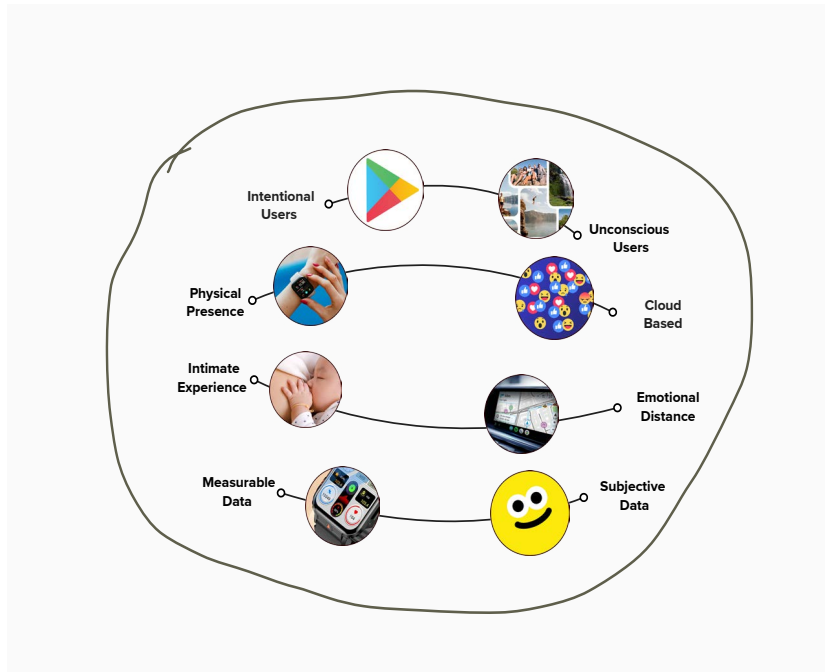 Intentional
Users
Unconscious
Users
Physical
Presence
Cloud
Based
Intimate
Experience
Emotional
Distance
Measurable
Data
Subjective
Data